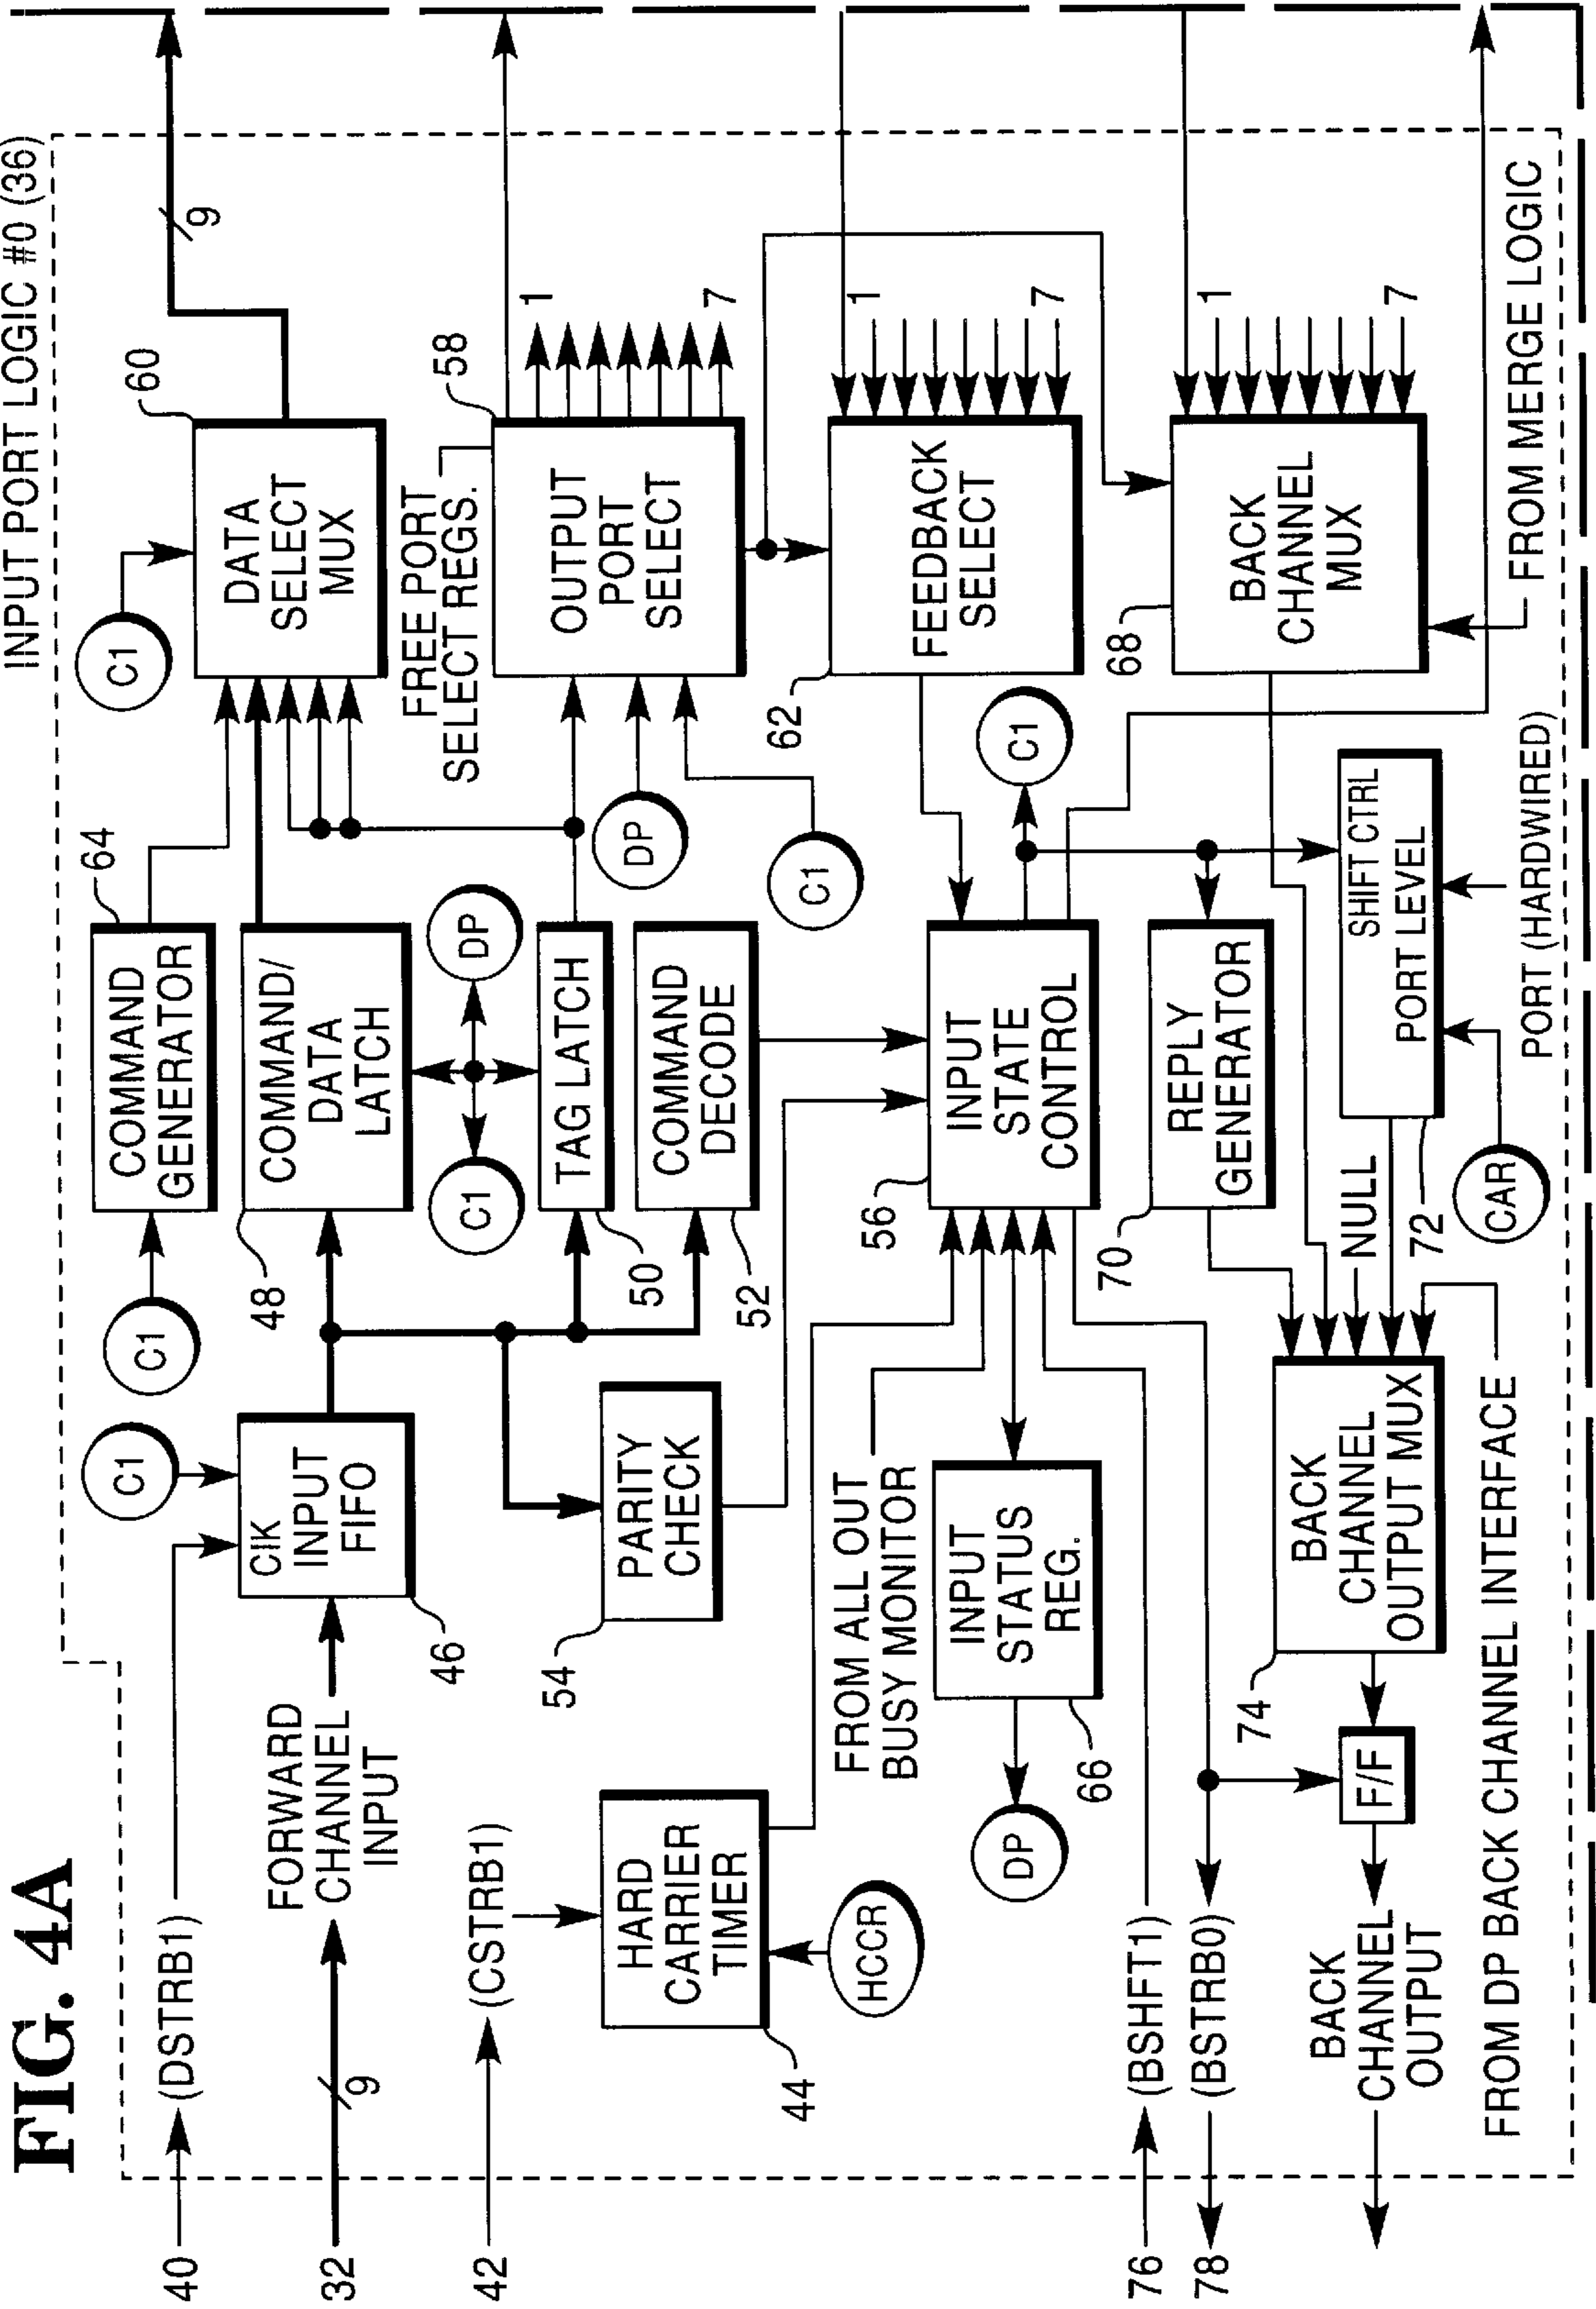 FIG. 4A
INPUT PORT LOGIC #0 (36)
40
(DSTRB1)
32
9
FORWARD
CHANNEL
INPUT
42
(CSTRB1)
HARD
CARRIER
TIMER
44
HCCR
76
(BSHFT1)
78
(BSTRB0)
BACK
CHANNEL
OUTPUT
FROM DP BACK CHANNEL INTERFACE
C1
ClK
INPUT
FIFO
46
PARITY
CHECK
54
FROM ALL OUT
BUSY MONITOR
INPUT
STATUS
REG.
66
DP
BACK
CHANNEL
OUTPUT MUX
74
F/F
C1
COMMAND
GENERATOR
64
COMMAND/
DATA
LATCH
48
C1
DP
TAG LATCH
50
COMMAND
DECODE
52
INPUT
STATE
CONTROL
56
REPLY
GENERATOR
70
NULL
SHIFT CTRL
PORT LEVEL
72
CAR
PORT (HARDWIRED)
C1
C1
DATA
SELECT
MUX
60
9
FREE PORT
SELECT REGS.
OUTPUT
PORT
SELECT
58
1
7
DP
C1
FEEDBACK
SELECT
62
1
7
BACK
CHANNEL
MUX
68
1
7
FROM MERGE LOGIC